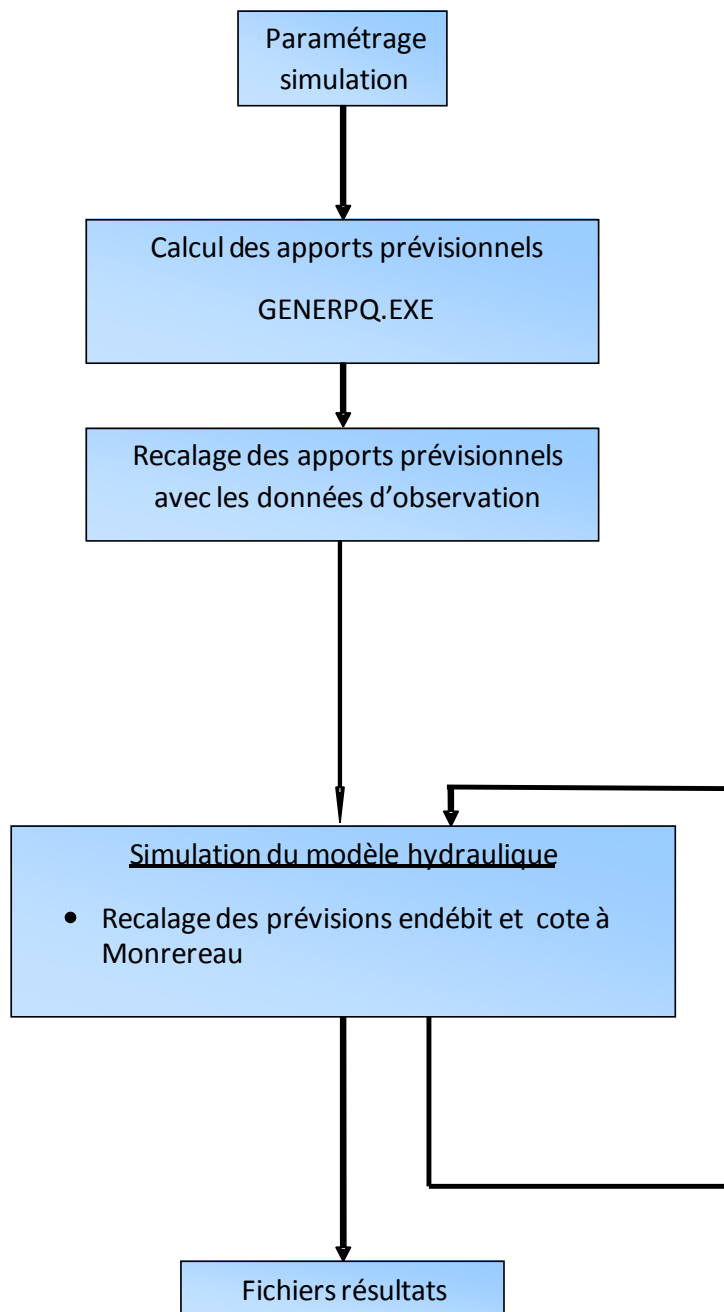 Paramétrage
simulation
Calcul des apports prévisionnels
GENERPQ.EXE
Recalage des apports prévisionnels
avec les données d’observation
Simulation du modèle hydraulique
• Recalage des prévisions endébit et cote à
Monrereau
Fichiers résultats